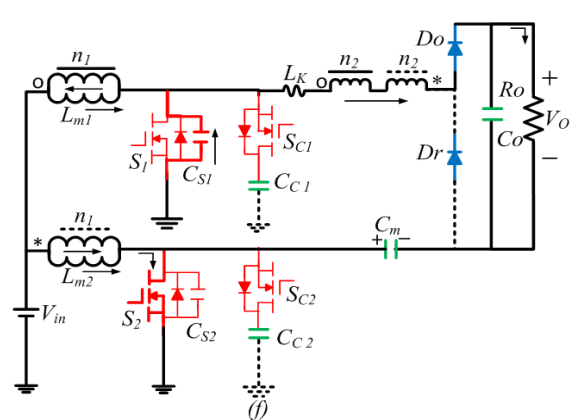 n1
Lm1
o
S1
CS1
LK
SC1
CC1
o
n2
n2
*
Do
Dr
Ro
Co
+
VO
−
n1
*
Lm2
S2
CS2
SC2
CC2
Cm
+ −
Vin
(f)